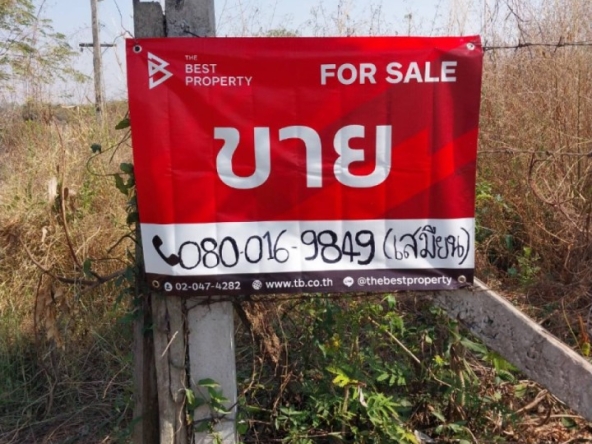 THE
BEST
PROPERTY
FOR SALE
ขาย
080-016-9849 (เสมียน)
02-047-4282 www.tb.co.th @thebestproperty